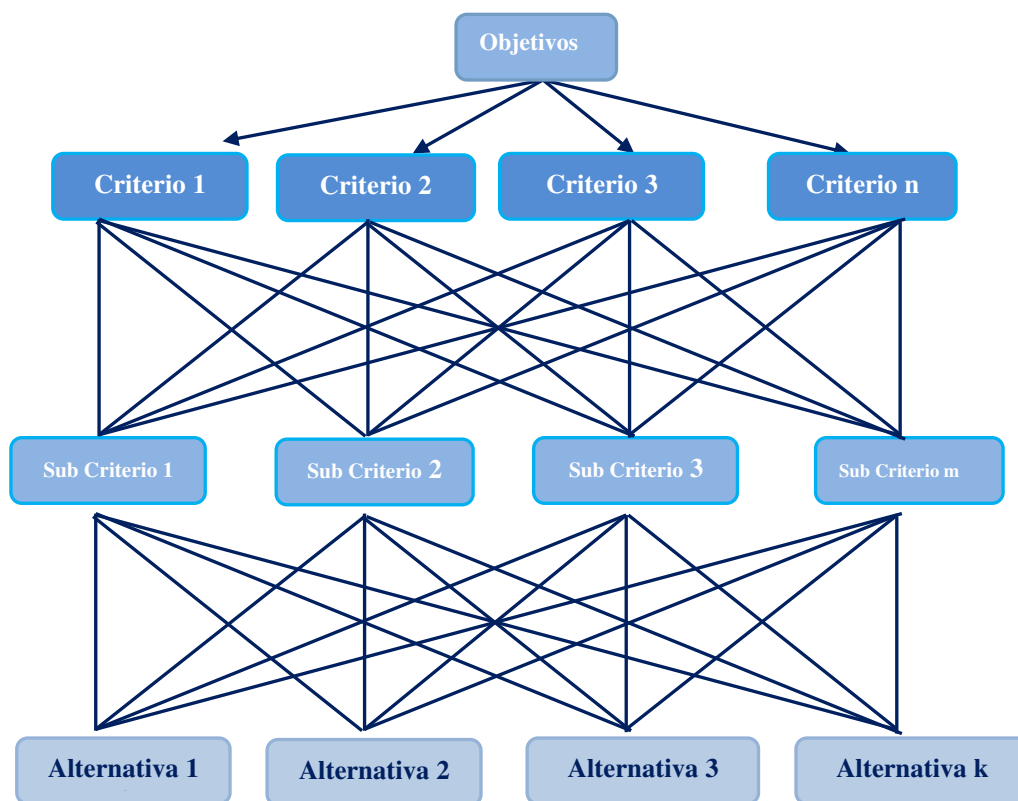 Objetivos
Criterio 1
Criterio 2
Criterio 3
Criterio n
Sub Criterio 1
Sub Criterio 2
Sub Criterio 3
Sub Criterio m
Alternativa 1
Alternativa 2
Alternativa 3
Alternativa k